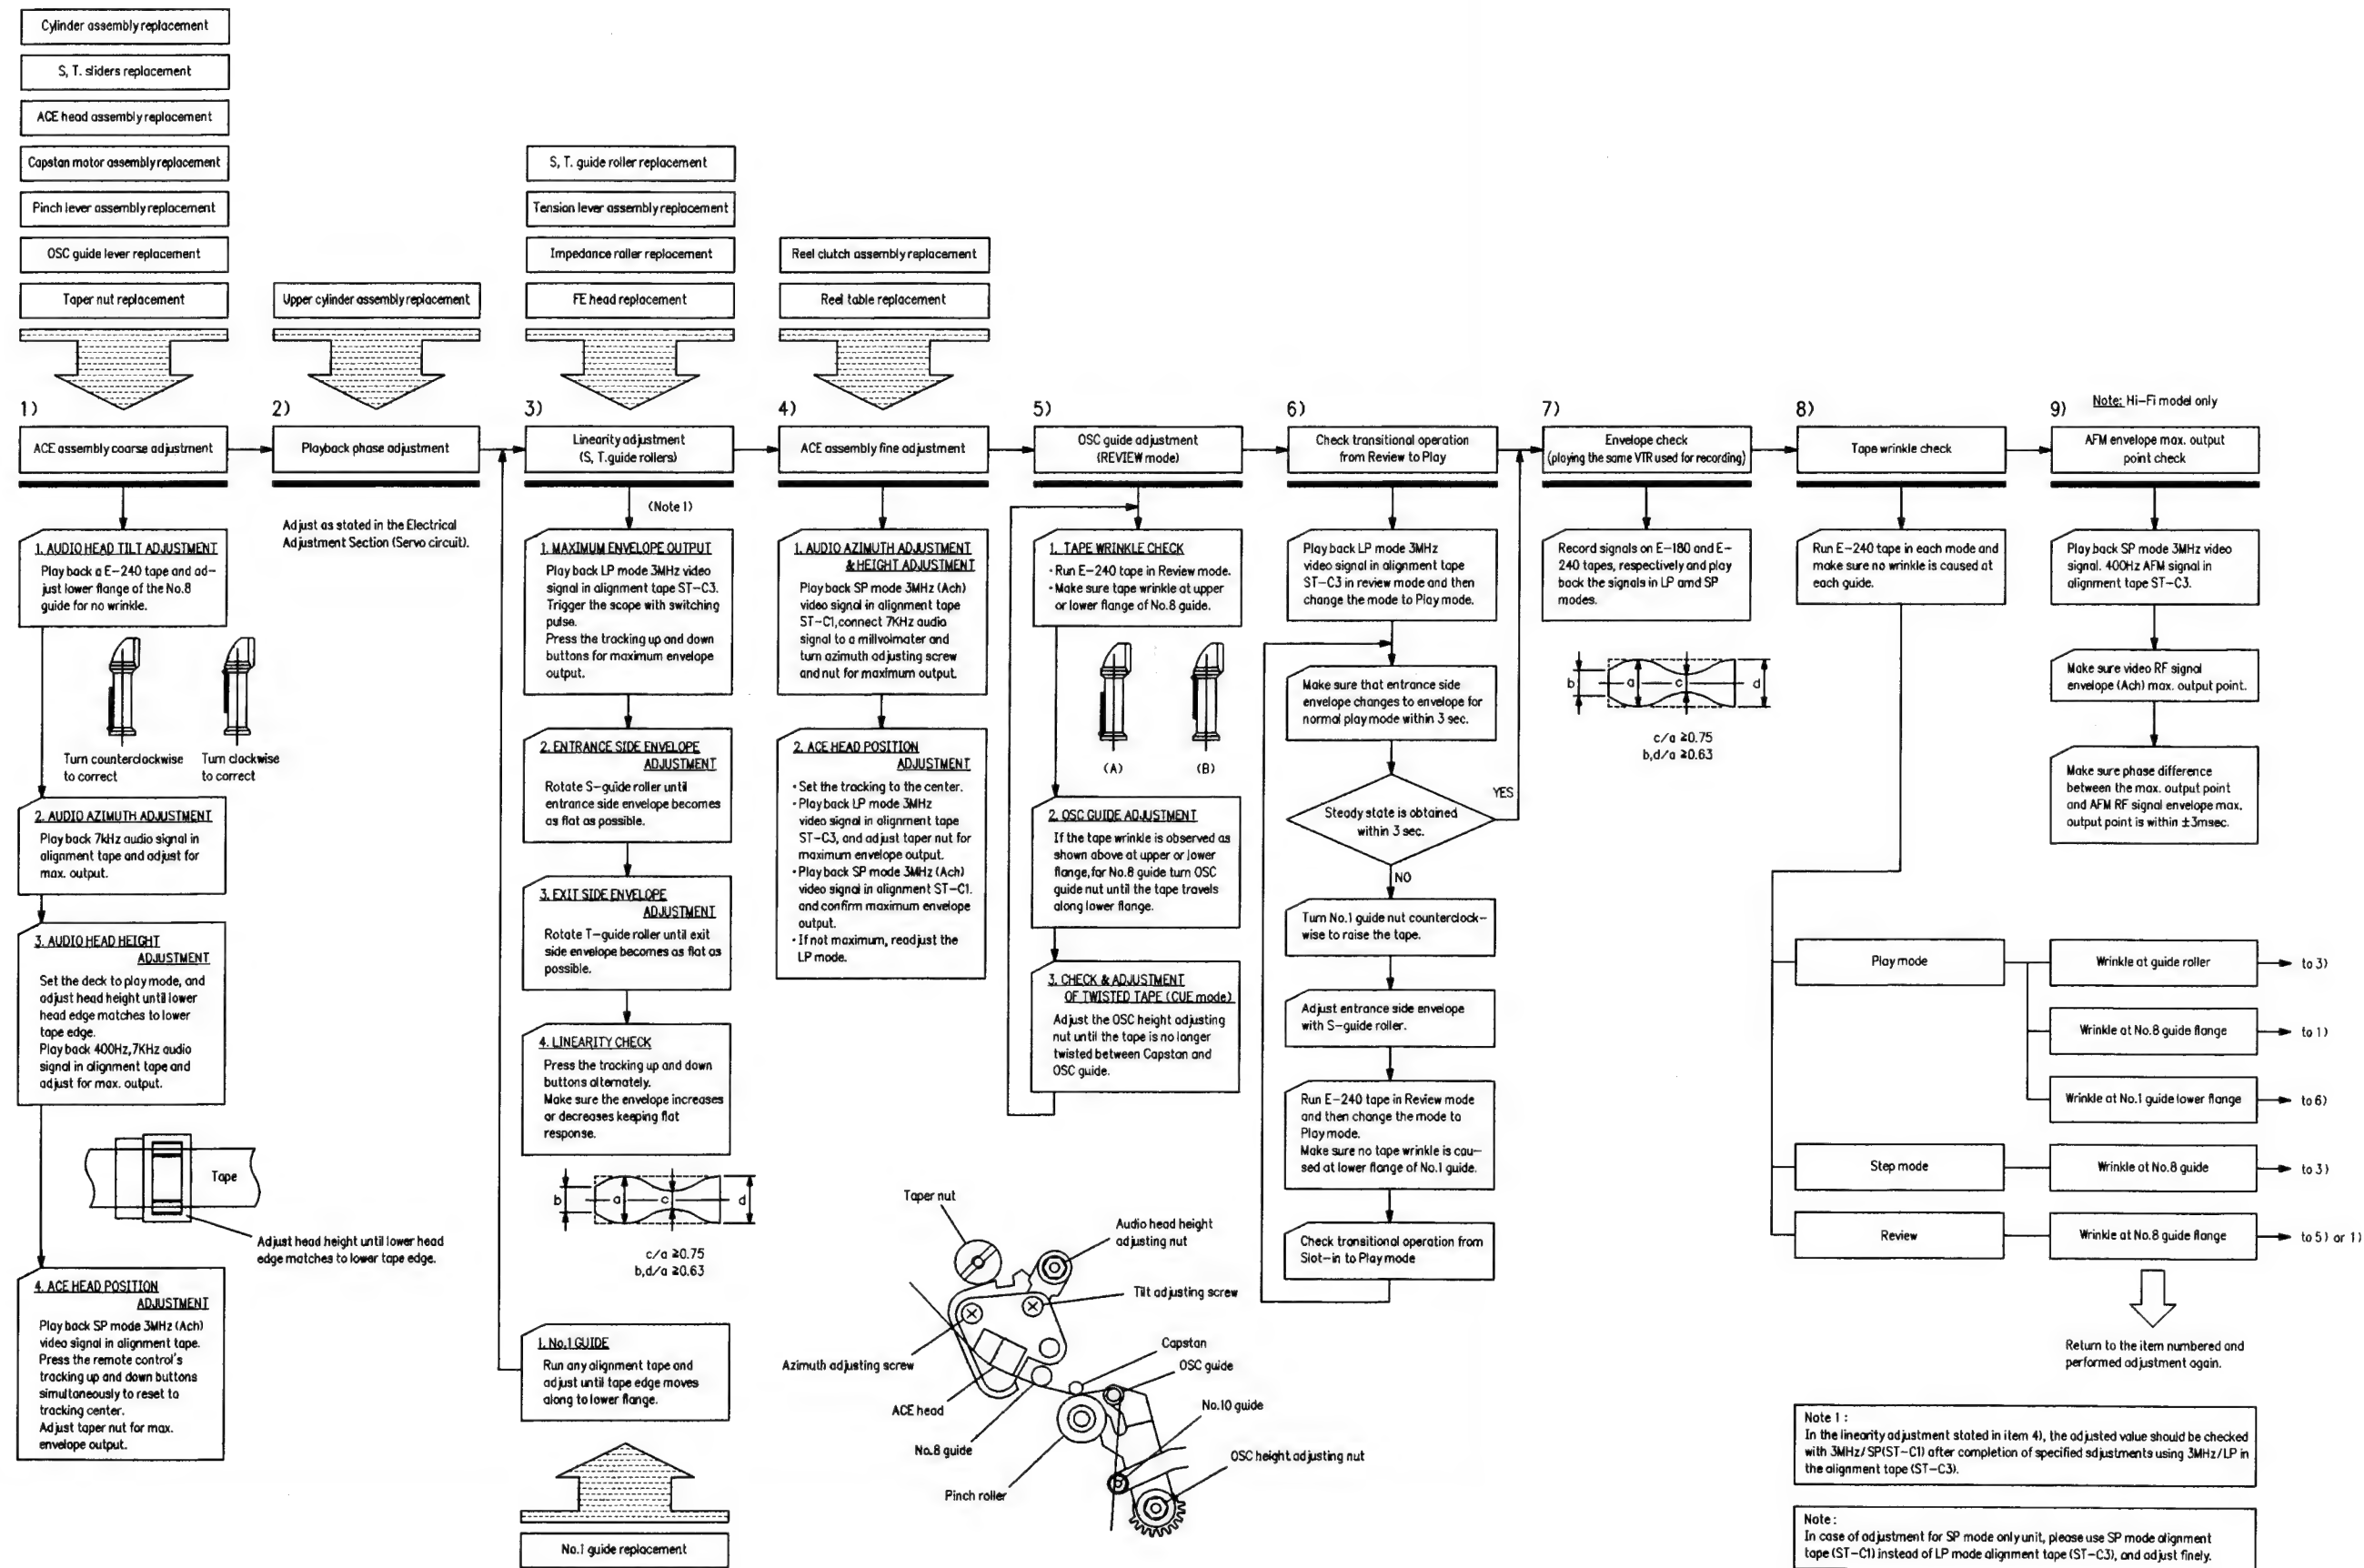 Cylinder assembly replacement
S, T. sliders replacement
ACE head assembly replacement
Capstan motor assembly replacement
Pinch lever assembly replacement
OSC guide lever replacement
Taper nut replacement
Upper cylinder assembly replacement
S, T. guide roller replacement
Tension lever assembly replacement
Impedance roller replacement
FE head replacement
Reel clutch assembly replacement
Reel table replacement
1)
ACE assembly coarse adjustment
1. AUDIO HEAD TILT ADJUSTMENT
Play back a E-240 tape and ad-
just lower flange of the No.8
guide for no wrinkle.
Turn counterclockwise
to correct
Turn clockwise
to correct
2. AUDIO AZIMUTH ADJUSTMENT
Play back 7kHz audio signal in
alignment tape and adjust for
max. output.
3. AUDIO HEAD HEIGHT
ADJUSTMENT
Set the deck to play mode, and
adjust head height until lower
head edge matches to lower
tape edge.
Play back 400Hz,7KHz audio
signal in alignment tape and
adjust for max. output.
Tape
Adjust head height until lower head
edge matches to lower tape edge.
4. ACE HEAD POSITION
ADJUSTMENT
Play back SP mode 3MHz (Ach)
video signal in alignment tape.
Press the remote control's
tracking up and down buttons
simultaneously to reset to
tracking center.
Adjust taper nut for max.
envelope output.
2)
Playback phase adjustment
Adjust as stated in the Electrical
Adjustment Section (Servo circuit).
3)
Linearity adjustment
(S, T.guide rollers)
(Note 1)
1. MAXIMUM ENVELOPE OUTPUT
Play back LP mode 3MHz video
signal in alignment tape ST-C3.
Trigger the scope with switching
pulse.
Press the tracking up and down
buttons for maximum envelope
output.
2. ENTRANCE SIDE ENVELOPE
ADJUSTMENT
Rotate S-guide roller until
entrance side envelope becomes
as flat as possible.
3. EXIT SIDE ENVELOPE
ADJUSTMENT
Rotate T-guide roller until exit
side envelope becomes as flat as
possible.
4. LINEARITY CHECK
Press the tracking up and down
buttons alternately.
Make sure the envelope increases
or decreases keeping flat
response.
b a c d
c/a ≥0.75
b,d/a ≥0.63
1. No.1 GUIDE
Run any alignment tape and
adjust until tape edge moves
along to lower flange.
No.1 guide replacement
4)
ACE assembly fine adjustment
1. AUDIO AZIMUTH ADJUSTMENT
& HEIGHT ADJUSTMENT
Play back SP mode 3MHz (Ach)
video signal in alignment tape
ST-C1,connect 7KHz audio
signal to a millvolmater and
turn azimuth adjusting screw
and nut for maximum output.
2. ACE HEAD POSITION
ADJUSTMENT
• Set the tracking to the center.
• Play back LP mode 3MHz
video signal in alignment tape
ST-C3, and adjust taper nut for
maximum envelope output.
• Play back SP mode 3MHz (Ach)
video signal in alignment ST-C1.
and confirm maximum envelope
output.
• If not maximum, readjust the
LP mode.
5)
OSC guide adjustment
(REVIEW mode)
1. TAPE WRINKLE CHECK
• Run E-240 tape in Review mode.
• Make sure tape wrinkle at upper
or lower flange of No.8 guide.
(A)
(B)
2. OSC GUIDE ADJUSTMENT
If the tape wrinkle is observed as
shown above at upper or lower
flange, for No.8 guide turn OSC
guide nut until the tape travels
along lower flange.
3. CHECK & ADJUSTMENT
OF TWISTED TAPE (CUE mode)
Adjust the OSC height adjusting
nut until the tape is no longer
twisted between Capstan and
OSC guide.
Taper nut
Audio head height
adjusting nut
Tilt adjusting screw
Azimuth adjusting screw
Capstan
OSC guide
ACE head
No.10 guide
No.8 guide
OSC height adjusting nut
Pinch roller
6)
Check transitional operation
from Review to Play
Play back LP mode 3MHz
video signal in alignment tape
ST-C3 in review mode and then
change the mode to Play mode.
Make sure that entrance side
envelope changes to envelope for
normal play mode within 3 sec.
Steady state is obtained
within 3 sec.
YES
NO
Turn No.1 guide nut counterclock-
wise to raise the tape.
Adjust entrance side envelope
with S-guide roller.
Run E-240 tape in Review mode
and then change the mode to
Play mode.
Make sure no tape wrinkle is cau-
sed at lower flange of No.1 guide.
Check transitional operation from
Slot-in to Play mode
7)
Envelope check
(playing the same VTR used for recording)
Record signals on E-180 and E-
240 tapes, respectively and play
back the signals in LP amd SP
modes.
b a c d
c/a ≥0.75
b,d/a ≥0.63
8)
Tape wrinkle check
Run E-240 tape in each mode and
make sure no wrinkle is caused at
each guide.
9)
Note: Hi-Fi model only
AFM envelope max. output
point check
Play back SP mode 3MHz video
signal. 400Hz AFM signal in
alignment tape ST-C3.
Make sure video RF signal
envelope (Ach) max. output point.
Make sure phase difference
between the max. output point
and AFM RF signal envelope max.
output point is within ±3msec.
Play mode
Wrinkle at guide roller
to 3)
Wrinkle at No.8 guide flange
to 1)
Wrinkle at No.1 guide lower flange
to 6)
Step mode
Wrinkle at No.8 guide
to 3)
Review
Wrinkle at No.8 guide flange
to 5) or 1)
Return to the item numbered and
performed adjustment again.
Note 1 :
In the linearity adjustment stated in item 4), the adjusted value should be checked
with 3MHz/SP(ST-C1) after completion of specified adjustments using 3MHz/LP in
the alignment tape (ST-C3).
Note :
In case of adjustment for SP mode only unit, please use SP mode alignment
tape (ST-C1) instead of LP mode alignment tape (ST-C3), and adjust finely.